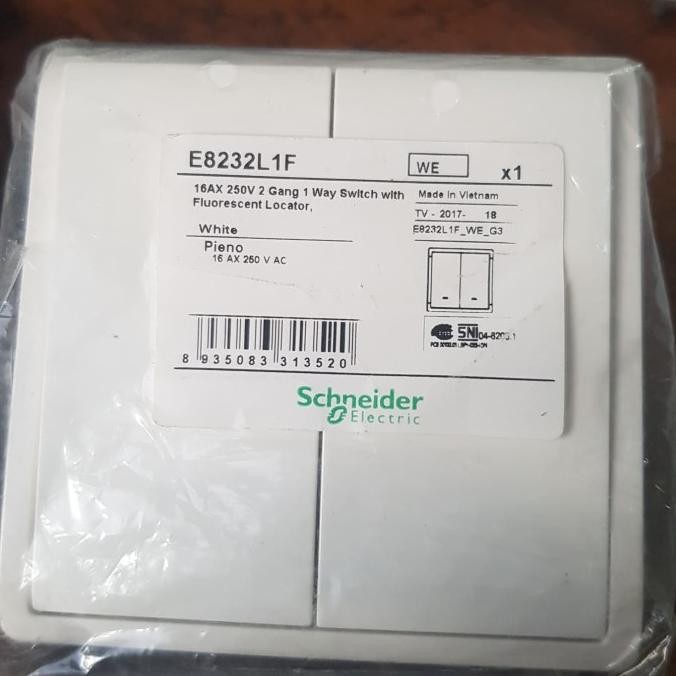 E8232L1F
WE
x1
16AX 250V 2 Gang 1 Way Switch with
Fluorescent Locator,
Made in Vietnam
TV - 2017- 18
White
E8232L1F_WE_G3
Pieno
16 AX 250 V AC
8 935083 313520
SNI
Schneider
Electric